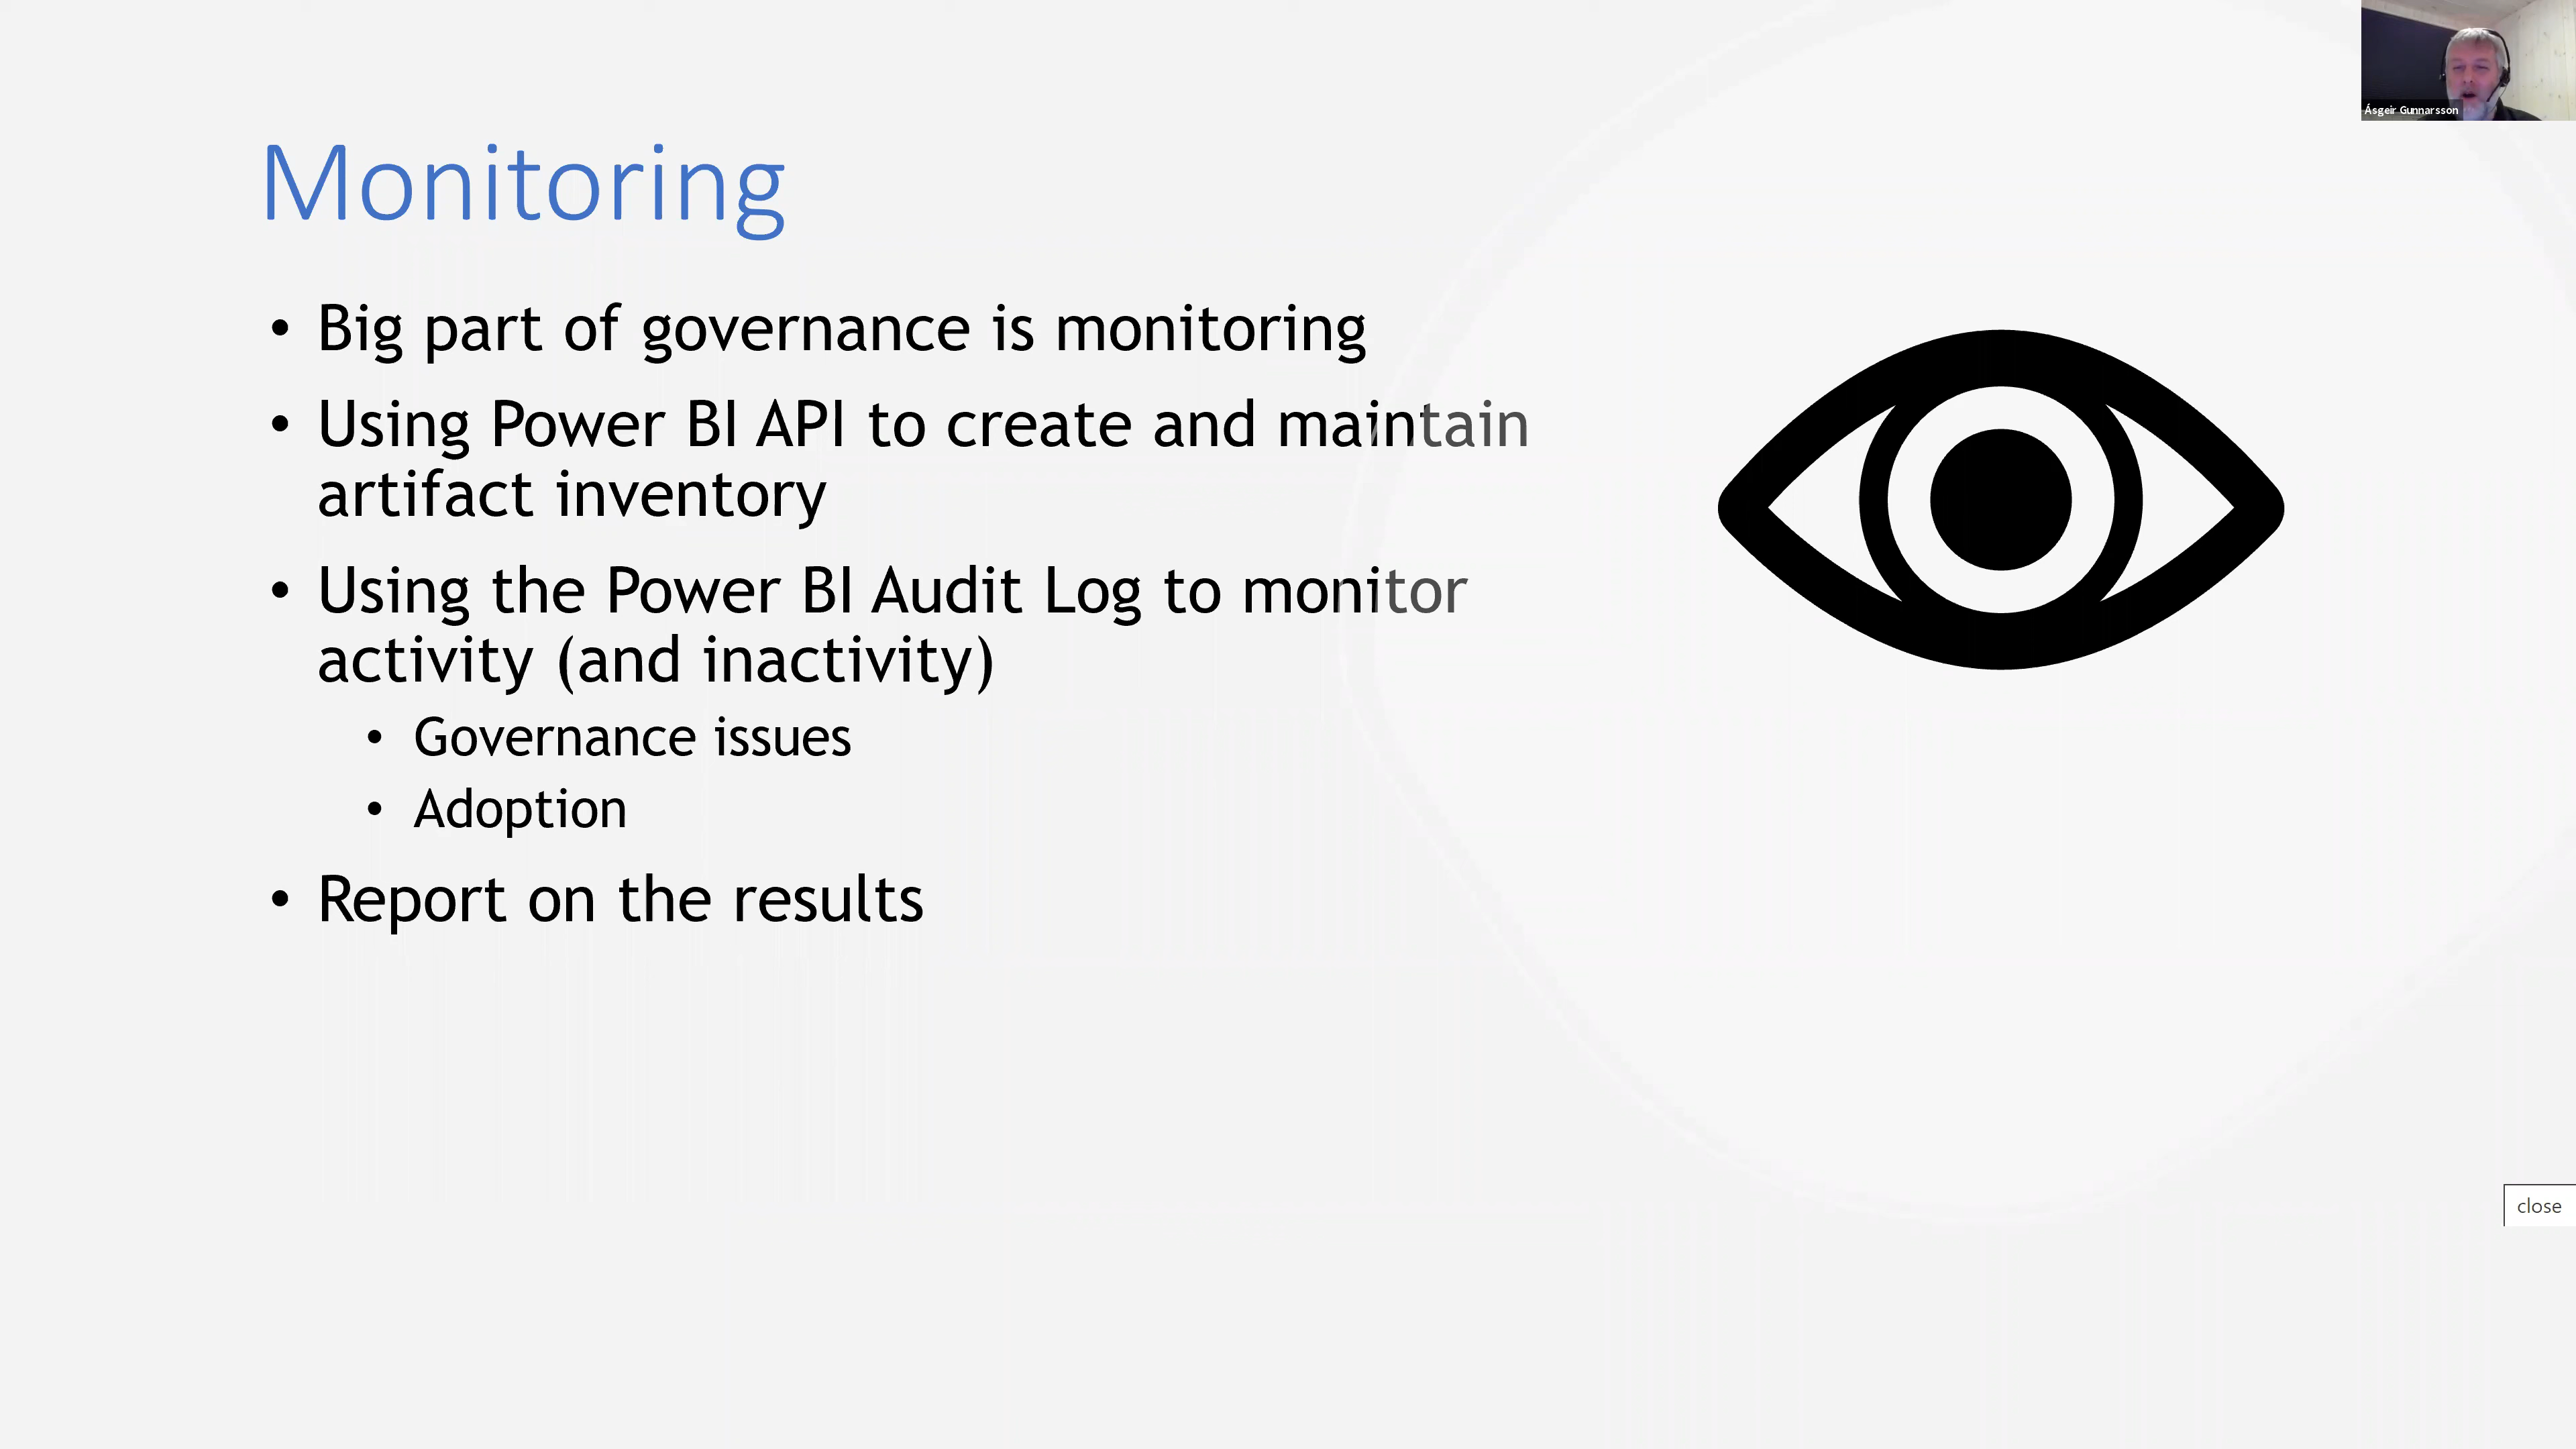 Ásgeir Gunnarsson
Monitoring
• Big part of governance is monitoring
• Using Power BI API to create and maintain
artifact inventory
• Using the Power BI Audit Log to monitor
activity (and inactivity)
• Governance issues
• Adoption
• Report on the results
close